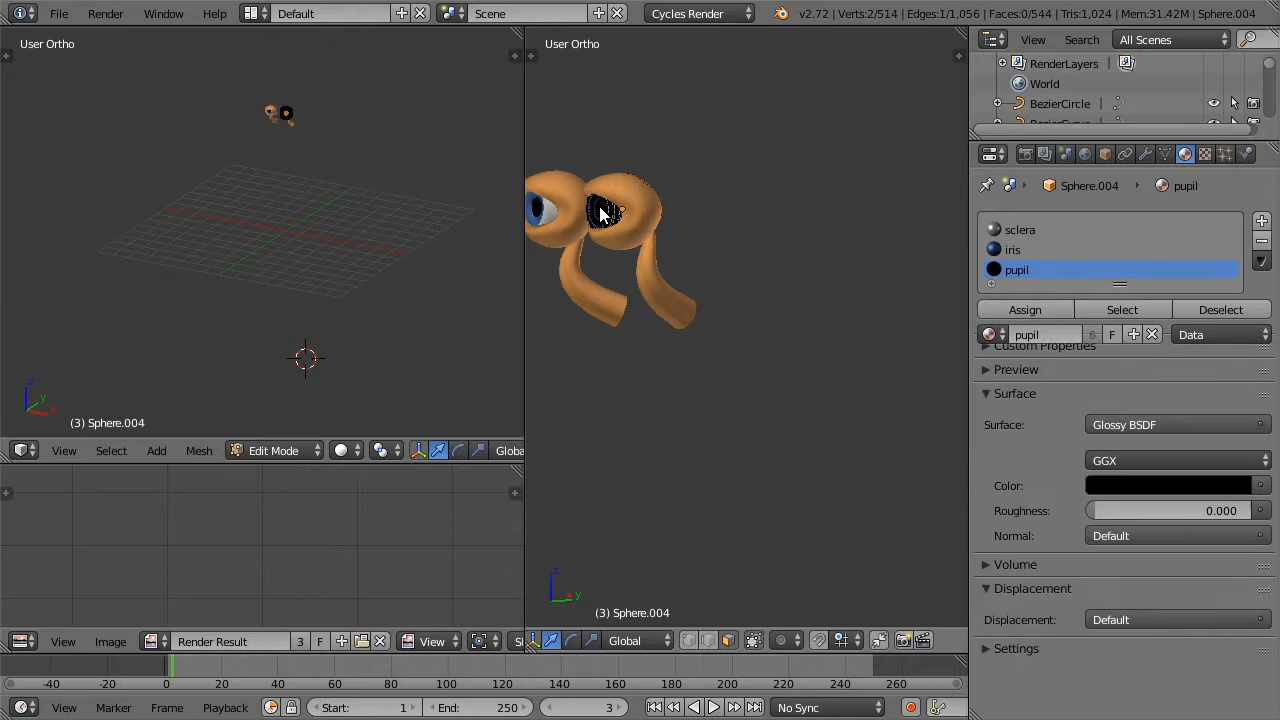 File Render Window Help Default Scene Cycles Render v2.72 | Verts:2/514 | Edges:1/1,056 | Faces:0/544 | Tris:1,024 | Mem:31.42M | Sphere.004
User Ortho
User Ortho
View Search All Scenes
RenderLayers
World
BezierCircle
Sphere.004 pupil
sclera
iris
pupil
Assign Select Deselect
pupil 6 F Data
Custom Properties
Preview
Surface
Surface: Glossy BSDF
GGX
Color:
Roughness: 0.000
Normal: Default
Volume
Displacement
Displacement: Default
Settings
z
y
x
(3) Sphere.004
View Select Add Mesh Edit Mode Globa
z
x
y
(3) Sphere.004
View Image Render Result 3 F View
Global
-40 -20 0 20 40 60 80 100 120 140 160 180 200 220 240 260
View Marker Frame Playback Start: 1 End: 250 3 No Sync